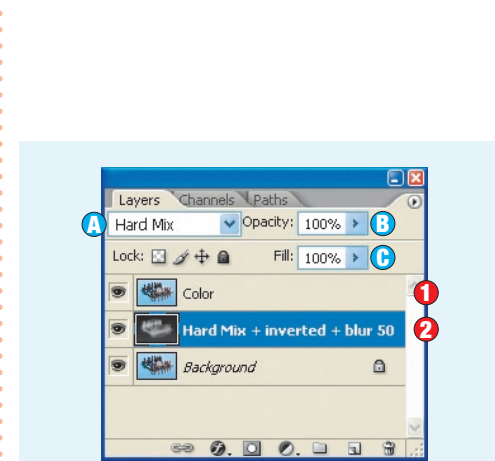 Layers Channels Paths
A Hard Mix Opacity: 100% B
Lock: Fill: 100% C
Color 1
Hard Mix + inverted + blur 50 2
Background